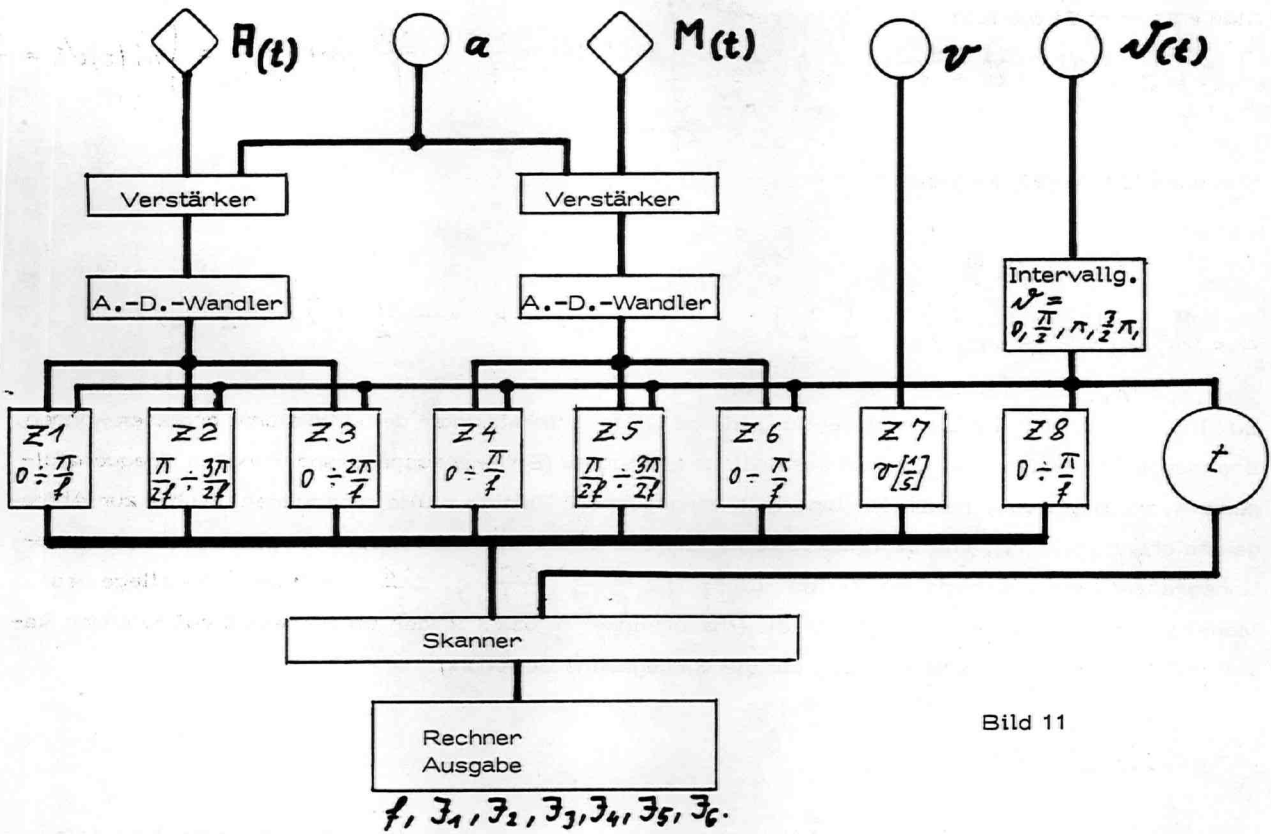 A(t) a M(t) v ϑ(t)
Verstärker Verstärker
Intervallg.
ϑ =
0, π/2, π, 3/2 π,
A.-D.-Wandler A.-D.-Wandler
Z1 Z2 Z3 Z4 Z5 Z6 Z7 Z8
0 ÷ π/f π/2f ÷ 3π/2f 0 ÷ 2π/f 0 ÷ π/f π/2f ÷ 3π/2f 0 ÷ π/f v[1/s] 0 ÷ π/f t
Skanner
Rechner
Ausgabe
Bild 11
f, J1, J2, J3, J4, J5, J6.